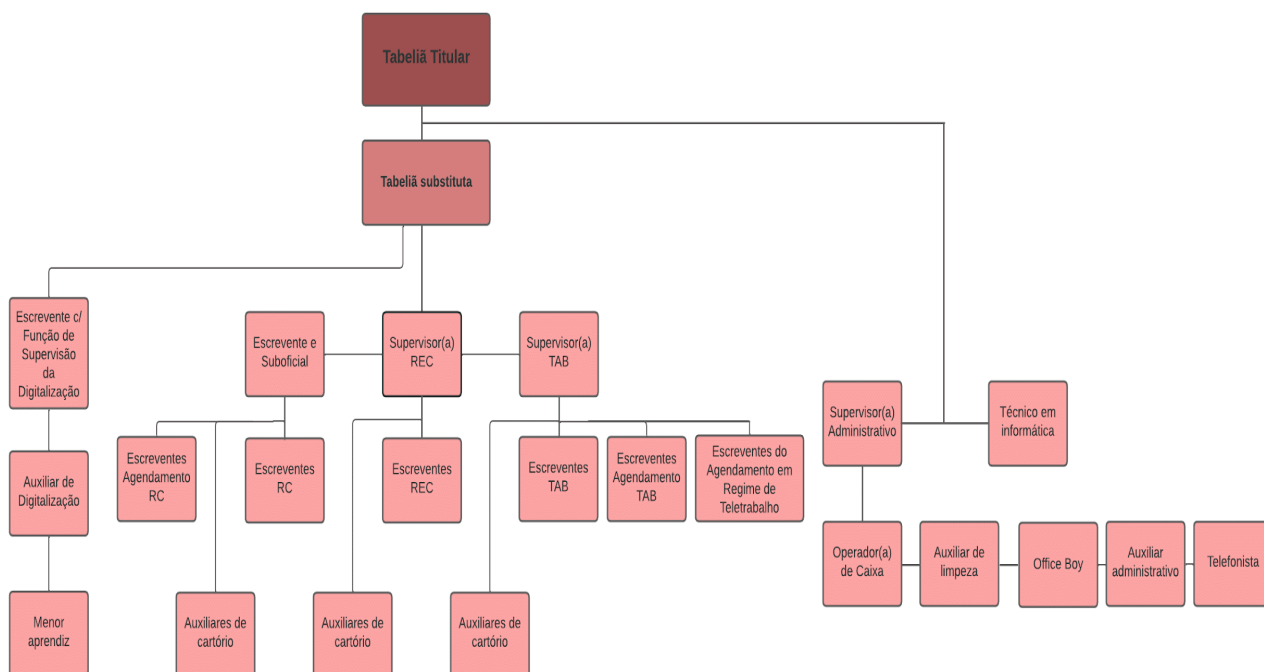 Tabeliã Titular
Tabeliã substituta
Escrevente c/
Função de
Supervisão
da
Digitalização
Escrevente e
Suboficial
Supervisor(a)
REC
Supervisor(a)
TAB
Supervisor(a)
Administrativo
Técnico em
informática
Auxiliar de
Digitalização
Escreventes
Agendamento
RC
Escreventes
RC
Escreventes
REC
Escreventes
TAB
Escreventes
Agendamento
TAB
Escreventes do
Agendamento em
Regime de
Teletrabalho
Operador(a)
de Caixa
Auxiliar de
limpeza
Office Boy
Auxiliar
administrativo
Telefonista
Menor
aprendiz
Auxiliares de
cartório
Auxiliares de
cartório
Auxiliares de
cartório